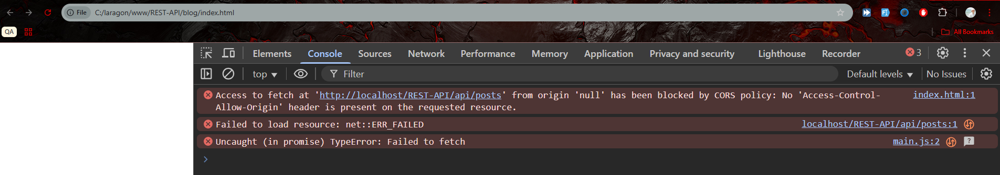 File C:/laragon/www/REST-API/blog/index.html
QA
All Bookmarks
Elements Console Sources Network Performance Memory Application Privacy and security Lighthouse Recorder 3
top Filter Default levels No Issues
Access to fetch at 'http://localhost/REST-API/api/posts' from origin 'null' has been blocked by CORS policy: No 'Access-Control- index.html:1
Allow-Origin' header is present on the requested resource.
Failed to load resource: net::ERR_FAILED localhost/REST-API/api/posts:1
Uncaught (in promise) TypeError: Failed to fetch main.js:2